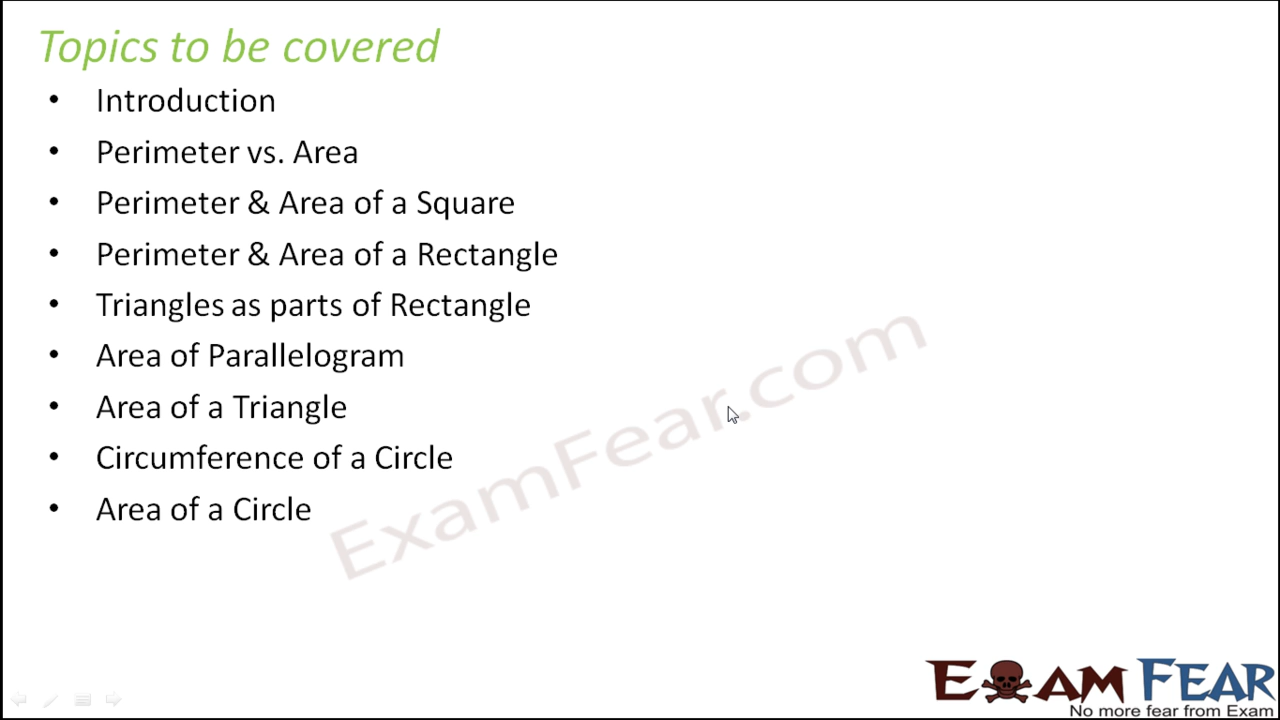 Topics to be covered
• Introduction
• Perimeter vs. Area
• Perimeter & Area of a Square
• Perimeter & Area of a Rectangle
• Triangles as parts of Rectangle
• Area of Parallelogram
• Area of a Triangle
• Circumference of a Circle
• Area of a Circle
ExamFear.com
EXAM FEAR
No more fear from Exam